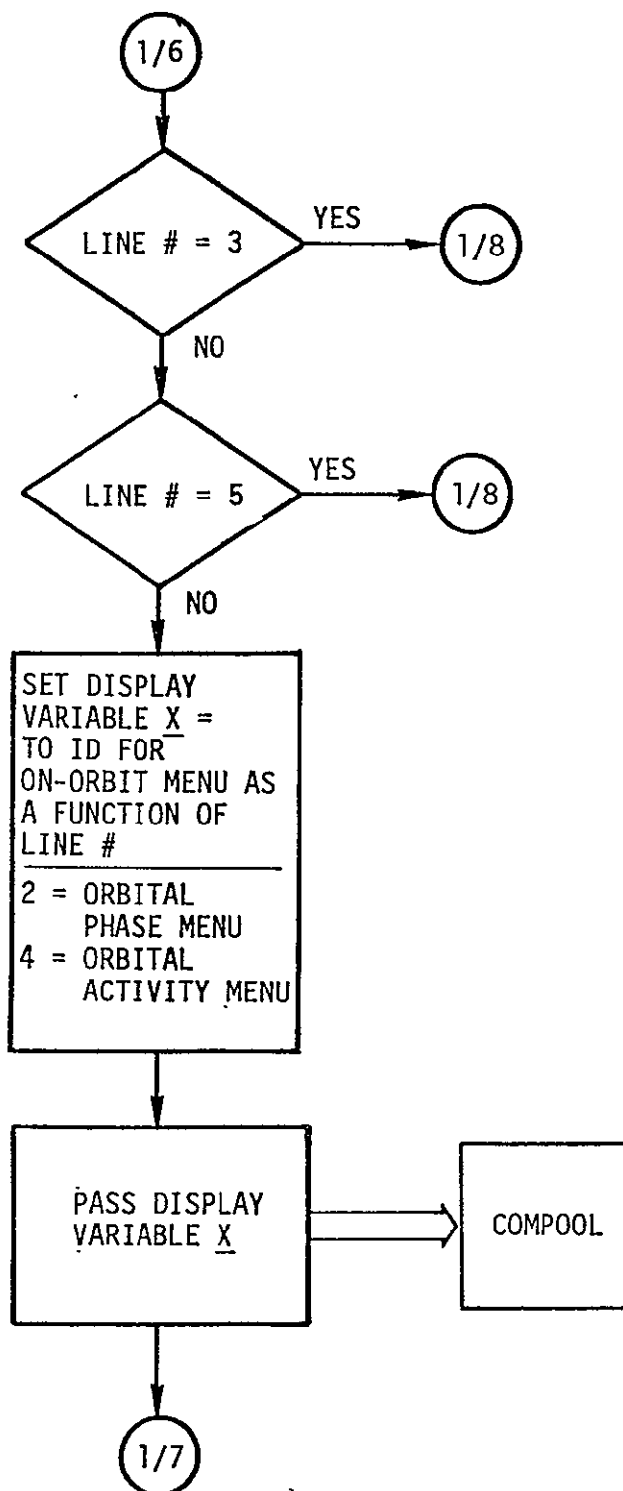 1/6
LINE # = 3
YES
1/8
NO
LINE # = 5
YES
1/8
NO
SET DISPLAY
VARIABLE X =
TO ID FOR
ON-ORBIT MENU AS
A FUNCTION OF
LINE #
2 = ORBITAL
PHASE MENU
4 = ORBITAL
ACTIVITY MENU
PASS DISPLAY
VARIABLE X
COMPOOL
1/7